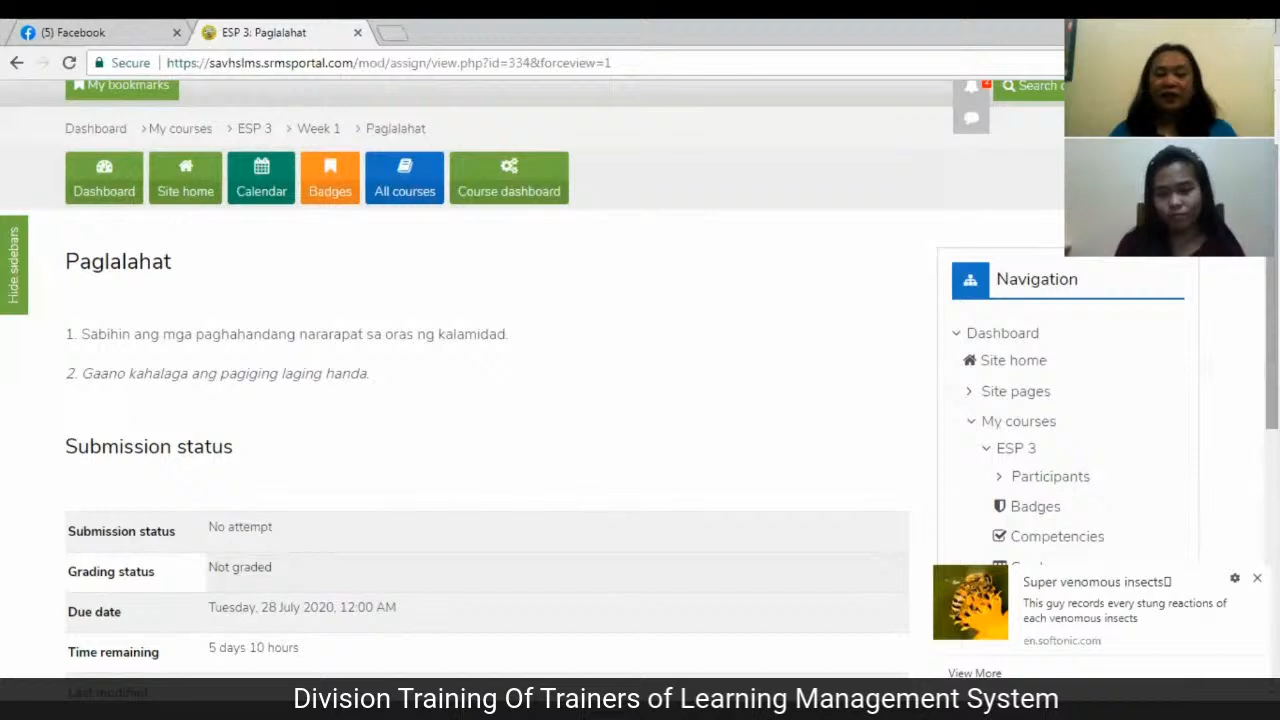 (5) Facebook
ESP 3: Paglalahat
Secure
https://savhslms.srmsportal.com/mod/assign/view.php?id=334&forceview=1
My bookmarks
Search
Dashboard
My courses
ESP 3
Week 1
Paglalahat
Dashboard
Site home
Calendar
Badges
All courses
Course dashboard
Hide sidebars
Paglalahat
1. Sabihin ang mga paghahandang nararapat sa oras ng kalamidad.
2. Gaano kahalaga ang pagiging laging handa.
Submission status
Submission status
No attempt
Grading status
Not graded
Due date
Tuesday, 28 July 2020, 12:00 AM
Time remaining
5 days 10 hours
Last modified
Navigation
Dashboard
Site home
Site pages
My courses
ESP 3
Participants
Badges
Competencies
Super venomous insects
This guy records every stung reactions of
each venomous insects
en.softonic.com
View More
Division Training Of Trainers of Learning Management System